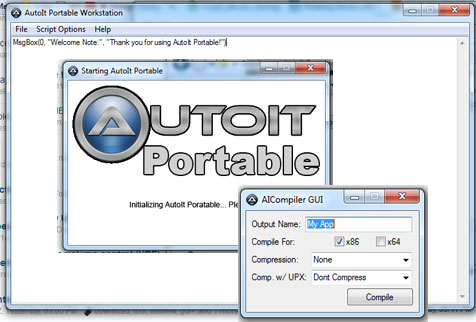 AutoIt Portable Workstation
File Script Options Help
MsgBox(0, "Welcome Note:", "Thank you for using AutoIt Portable!")
Starting AutoIt Portable
AUTOIT
Portable
Initializing AutoIt Poratable... Ple
AICompiler GUI
Output Name: My App
Compile For: x86 x64
Compression: None
Comp. w/ UPX: Dont Compress
Compile